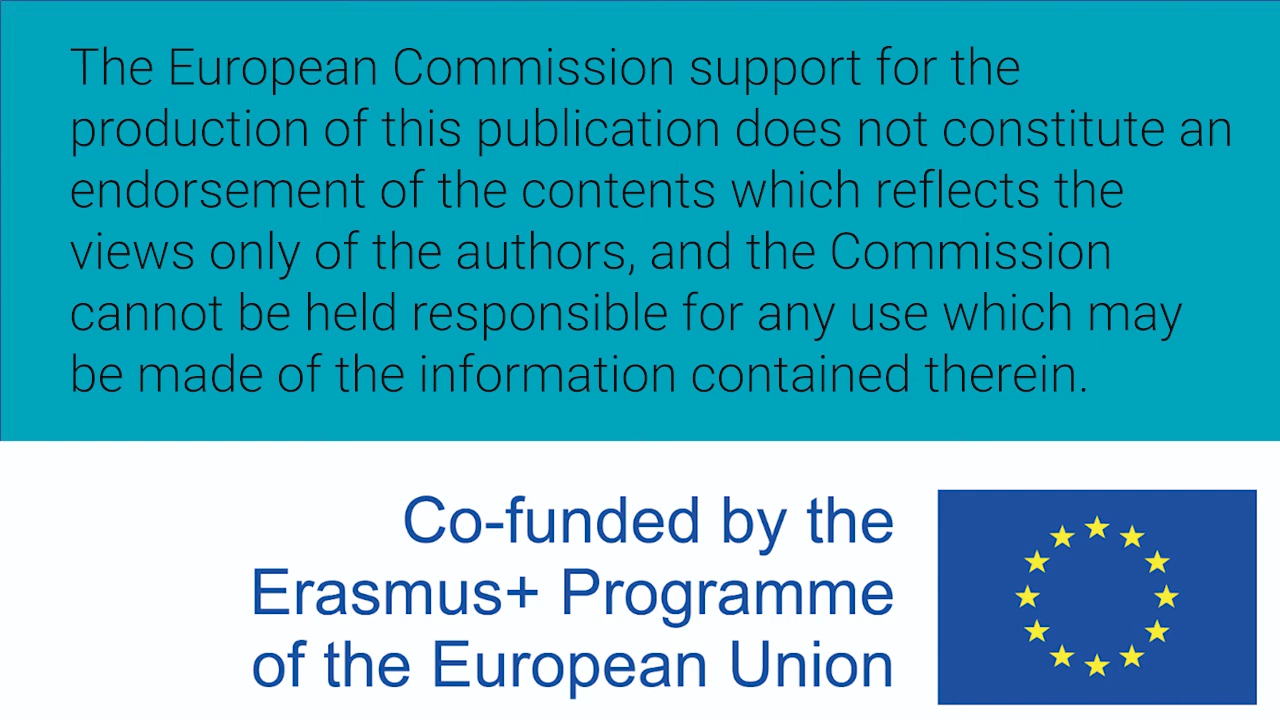 The European Commission support for the
production of this publication does not constitute an
endorsement of the contents which reflects the
views only of the authors, and the Commission
cannot be held responsible for any use which may
be made of the information contained therein.
Co-funded by the
Erasmus+ Programme
of the European Union